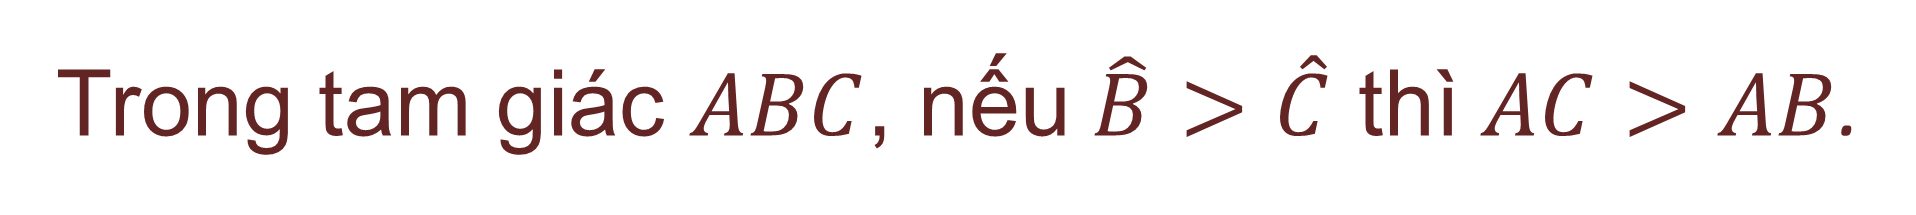 Trong tam giác ABC, nếu B̂ > Ĉ thì AC > AB.